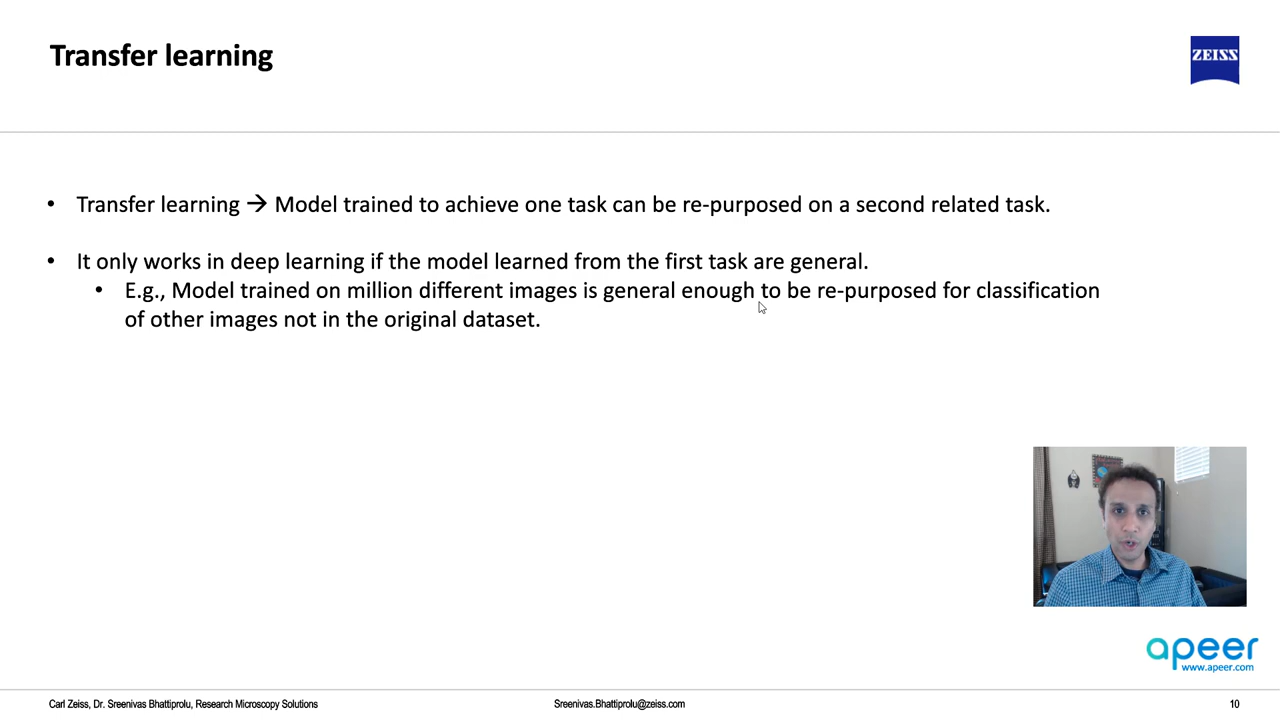 Transfer learning
ZEISS
• Transfer learning → Model trained to achieve one task can be re-purposed on a second related task.
• It only works in deep learning if the model learned from the first task are general.
• E.g., Model trained on million different images is general enough to be re-purposed for classification
of other images not in the original dataset.
apeer
www.apeer.com
Carl Zeiss, Dr. Sreenivas Bhattiprolu, Research Microscopy Solutions
Sreenivas.Bhattiprolu@zeiss.com
10